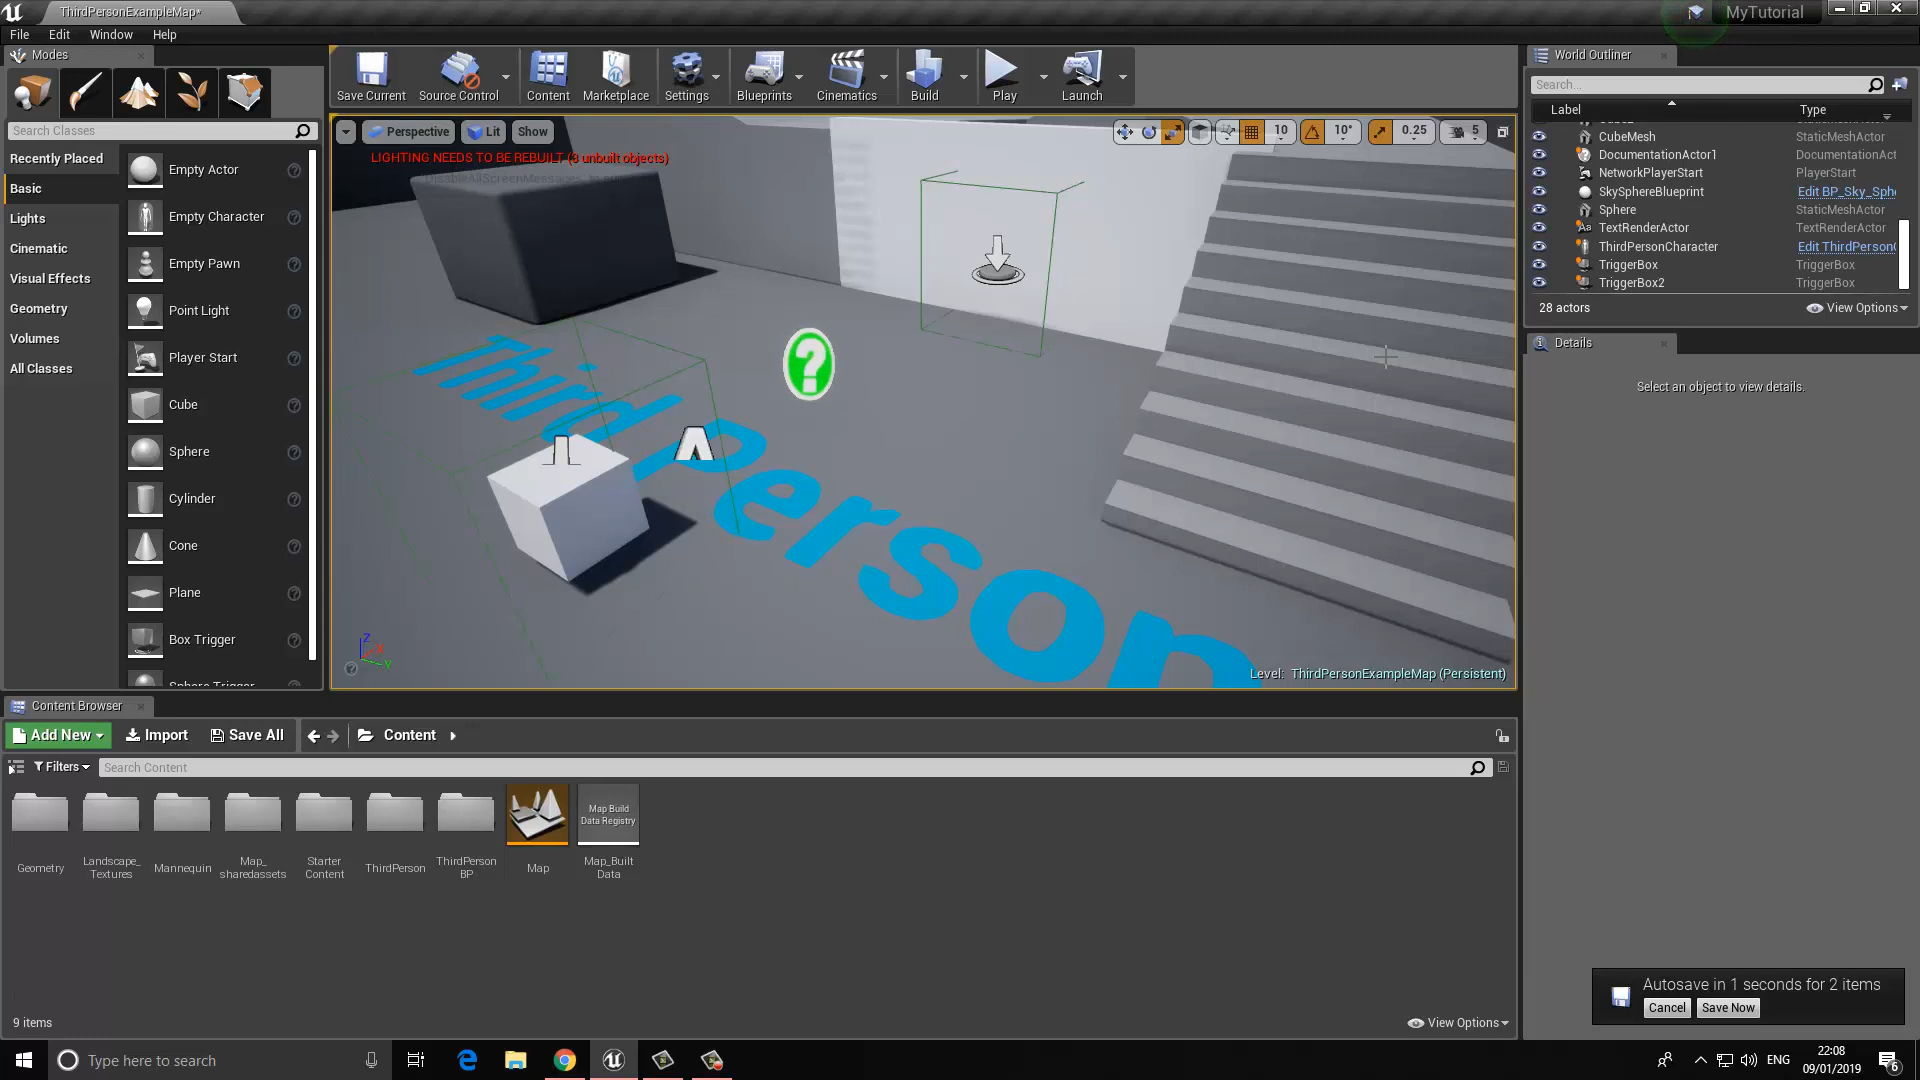 ThirdPersonExampleMap*
MyTutorial
File Edit Window Help
Modes
Search Classes
Recently Placed
Basic
Lights
Cinematic
Visual Effects
Geometry
Volumes
All Classes
Empty Actor
Empty Character
Empty Pawn
Point Light
Player Start
Cube
Sphere
Cylinder
Cone
Plane
Box Trigger
Sphere Trigger
Save Current
Source Control
Content
Marketplace
Settings
Blueprints
Cinematics
Build
Play
Launch
Perspective Lit Show
10 10° 0.25 5
LIGHTING NEEDS TO BE REBUILT (8 unbuilt objects)
Third Person
Level: ThirdPersonExampleMap (Persistent)
World Outliner
Search...
Label Type
CubeMesh StaticMeshActor
DocumentationActor1 DocumentationAct
NetworkPlayerStart PlayerStart
SkySphereBlueprint Edit BP_Sky_Sph
Sphere StaticMeshActor
TextRenderActor TextRenderActor
ThirdPersonCharacter Edit ThirdPerson
TriggerBox TriggerBox
TriggerBox2 TriggerBox
28 actors View Options
Details
Select an object to view details.
Content Browser
Add New Import Save All Content
Filters Search Content
Geometry
Landscape_
Textures
Mannequin
Map_
sharedassets
Starter
Content
ThirdPerson
ThirdPerson
BP
Map
Map Build
Data Registry
Map_Built
Data
9 items View Options
Autosave in 1 seconds for 2 items
Cancel Save Now
Type here to search
ENG
22:08
09/01/2019
6